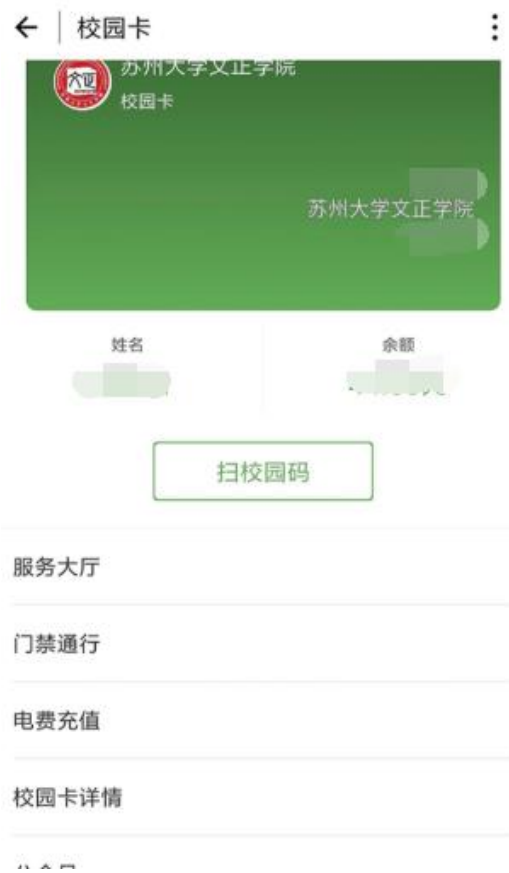 校园卡
苏州大学文正学院
校园卡
苏州大学文正学院
姓名
余额
扫校园码
服务大厅
门禁通行
电费充值
校园卡详情